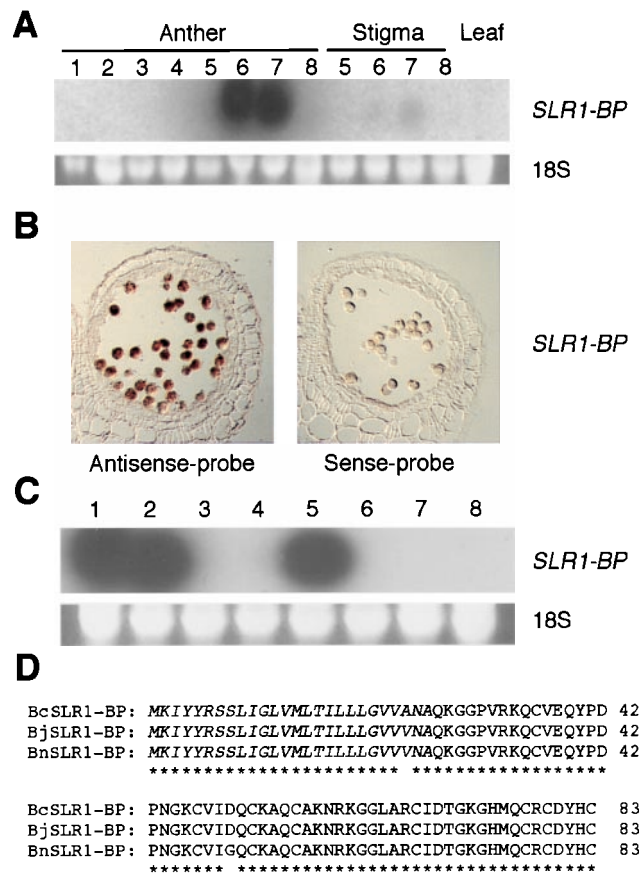 A
Anther Stigma Leaf
1 2 3 4 5 6 7 8 5 6 7 8
SLR1-BP
18S
B
SLR1-BP
Antisense-probe Sense-probe
C
1 2 3 4 5 6 7 8
SLR1-BP
18S
D
BcSLR1-BP: MKIYYRSSLIGLVMLTILLLGVVANAQKGGPVRKQCVEQYPD 42
BjSLR1-BP: MKIYYRSSLIGLVMLTILLLGVVVNAQKGGPVRKQCVEQYPD 42
BnSLR1-BP: MKIYYRSSLIGLVMLTILLLGVVVNAQKGGPVRKQCVEQYPD 42
*********************** ******************
BcSLR1-BP: PNGKCVIDQCKAQCAKNRKGGLARCIDTGKGHMQCRCDYHC 83
BjSLR1-BP: PNGKCVIDQCKAQCAKNRKGGLARCIDTGKGHMQCRCDYHC 83
BnSLR1-BP: PNGKCVIGQCKAQCAKNRKGGLARCIDTGKGHMQCRCDYHC 83
******* *********************************